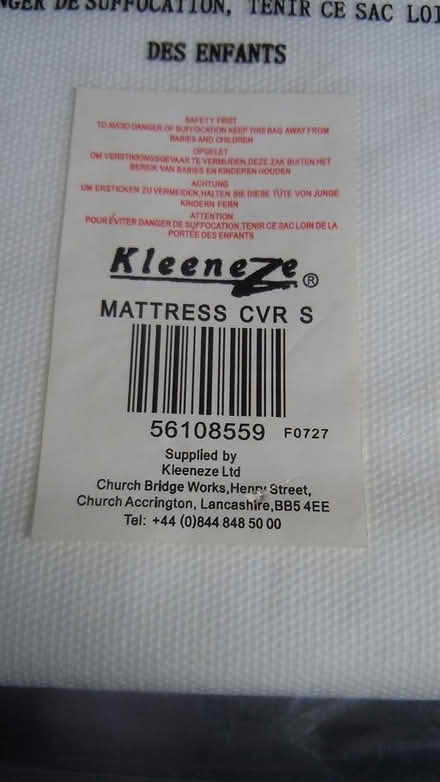 DE SUFFOCATION, TENIR CE SAC
DES ENFANTS
SAFETY FIRST
TO AVOID DANGER OF SUFFOCATION KEEP THIS BAG AWAY FROM
BABIES AND CHILDREN
OPGELET
OM VERSTIKKINGSGEVAAR TE VERMIJDEN, DEZE ZAK BUITEN HET
BEREIK VAN BABIES EN KINDEREN HOUDEN
ACHTUNG
UM ERSTICKEN ZU VERMEIDEN, HALTEN SIE DIESE TÜTE VON JUNGE
KINDERN FERN
ATTENTION
POUR ÉVITER DANGER DE SUFFOCATION, TENIR CE SAC LOIN DE LA
PORTÉE DES ENFANTS
Kleeneze®
MATTRESS CVR S
56108559 F0727
Supplied by
Kleeneze Ltd
Church Bridge Works, Henry Street,
Church Accrington, Lancashire, BB5 4EE
Tel: +44 (0)844 848 50 00